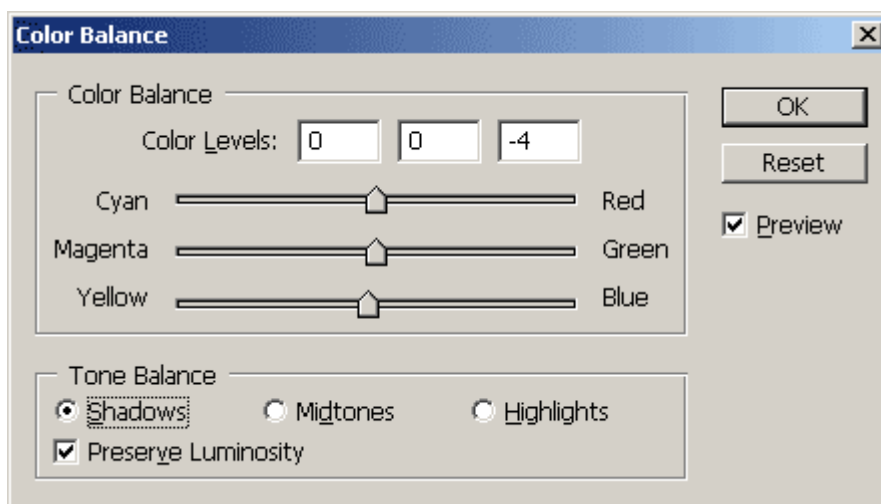 Color Balance
Color Balance
Color Levels: 0 0 -4
OK
Reset
Cyan Red
Preview
Magenta Green
Yellow Blue
Tone Balance
Shadows Midtones Highlights
Preserve Luminosity